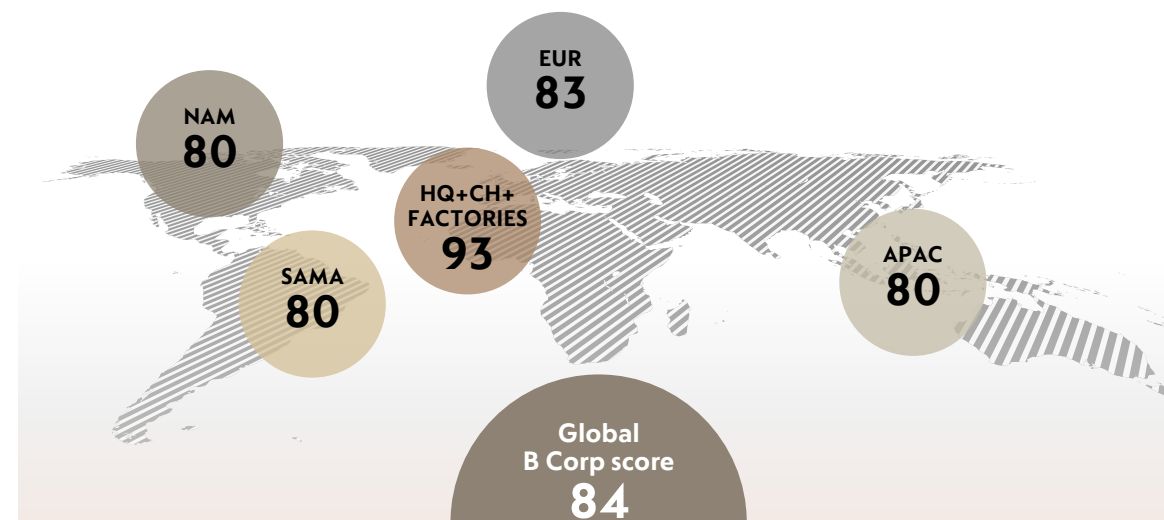 EUR
83
NAM
80
HQ+CH+
FACTORIES
93
SAMA
80
APAC
80
Global
B Corp score
84